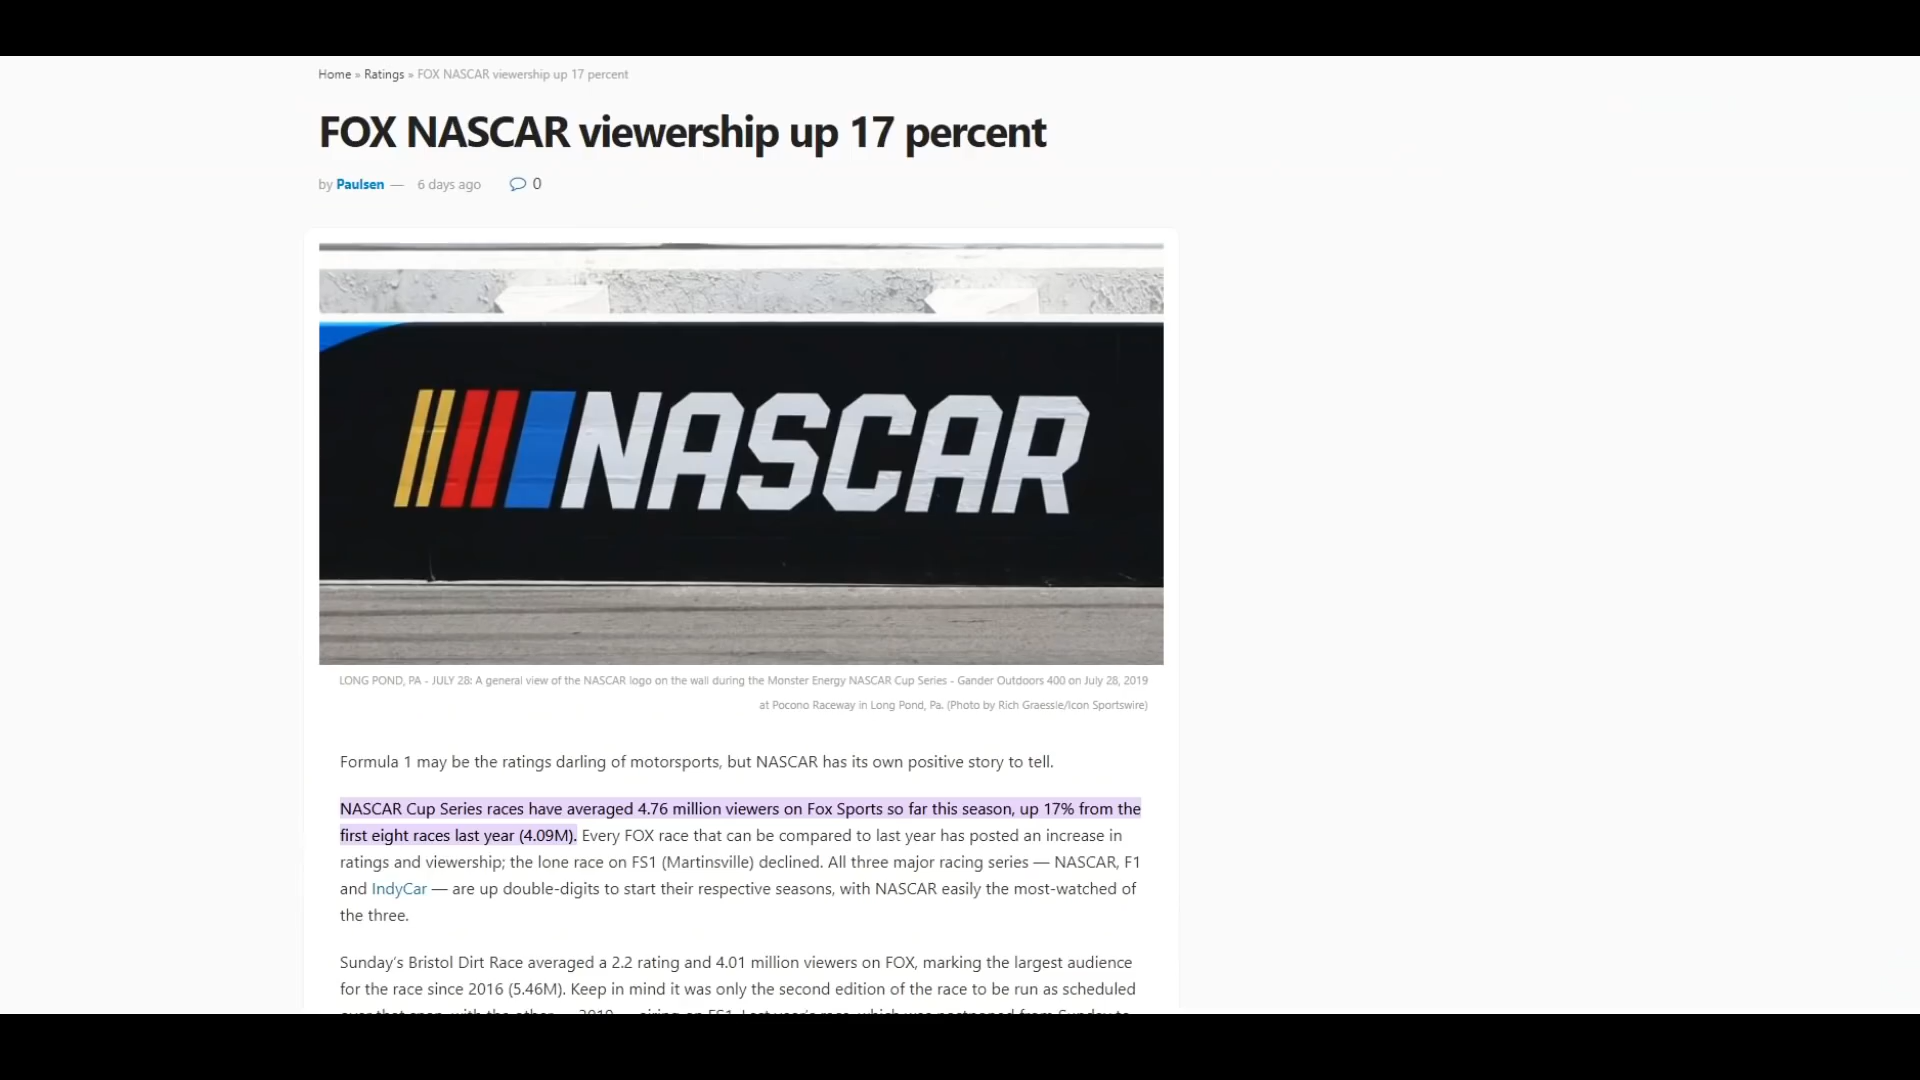 Home » Ratings » FOX NASCAR viewership up 17 percent
FOX NASCAR viewership up 17 percent
by Paulsen — 6 days ago 0
NASCAR
LONG POND, PA - JULY 28: A general view of the NASCAR logo on the wall during the Monster Energy NASCAR Cup Series - Gander Outdoors 400 on July 28, 2019
at Pocono Raceway in Long Pond, Pa. (Photo by Rich Graessle/Icon Sportswire)
Formula 1 may be the ratings darling of motorsports, but NASCAR has its own positive story to tell.
NASCAR Cup Series races have averaged 4.76 million viewers on Fox Sports so far this season, up 17% from the
first eight races last year (4.09M). Every FOX race that can be compared to last year has posted an increase in
ratings and viewership; the lone race on FS1 (Martinsville) declined. All three major racing series — NASCAR, F1
and IndyCar — are up double-digits to start their respective seasons, with NASCAR easily the most-watched of
the three.
Sunday's Bristol Dirt Race averaged a 2.2 rating and 4.01 million viewers on FOX, marking the largest audience
for the race since 2016 (5.46M). Keep in mind it was only the second edition of the race to be run as scheduled